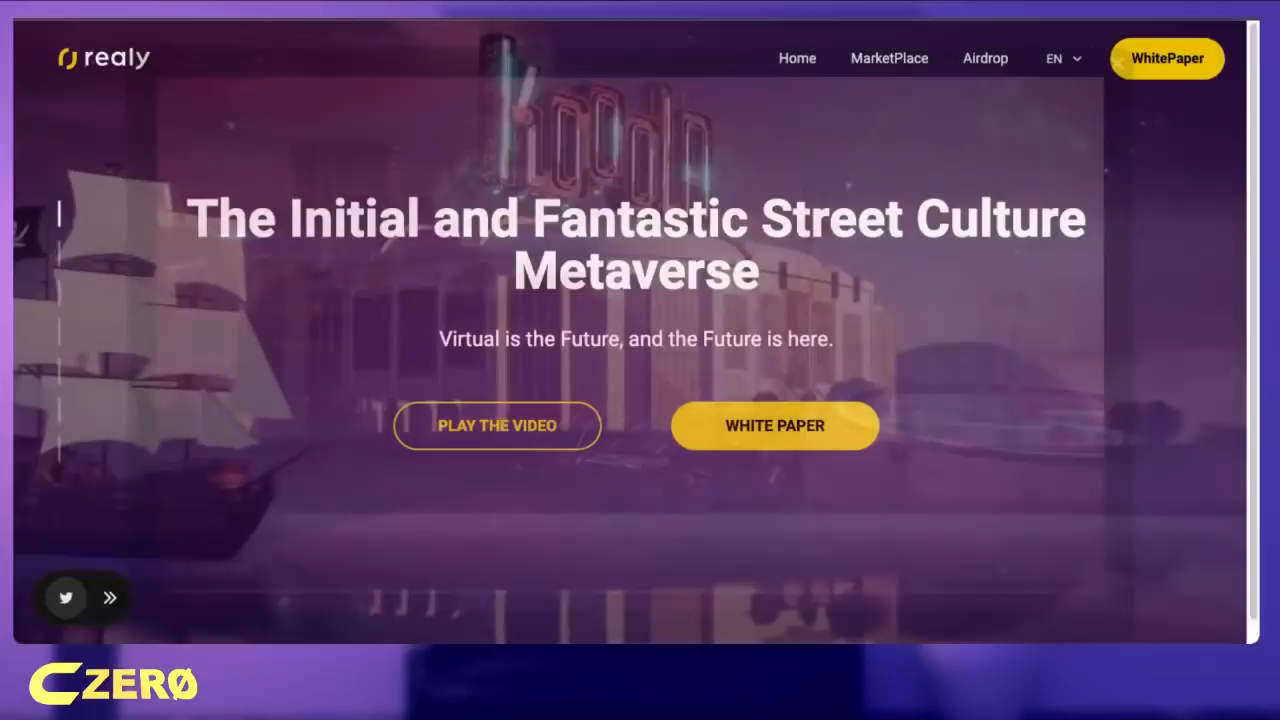 realy
Home
MarketPlace
Airdrop
EN
WhitePaper
The Initial and Fantastic Street Culture
Metaverse
Virtual is the Future, and the Future is here.
PLAY THE VIDEO
WHITE PAPER
CZERØ